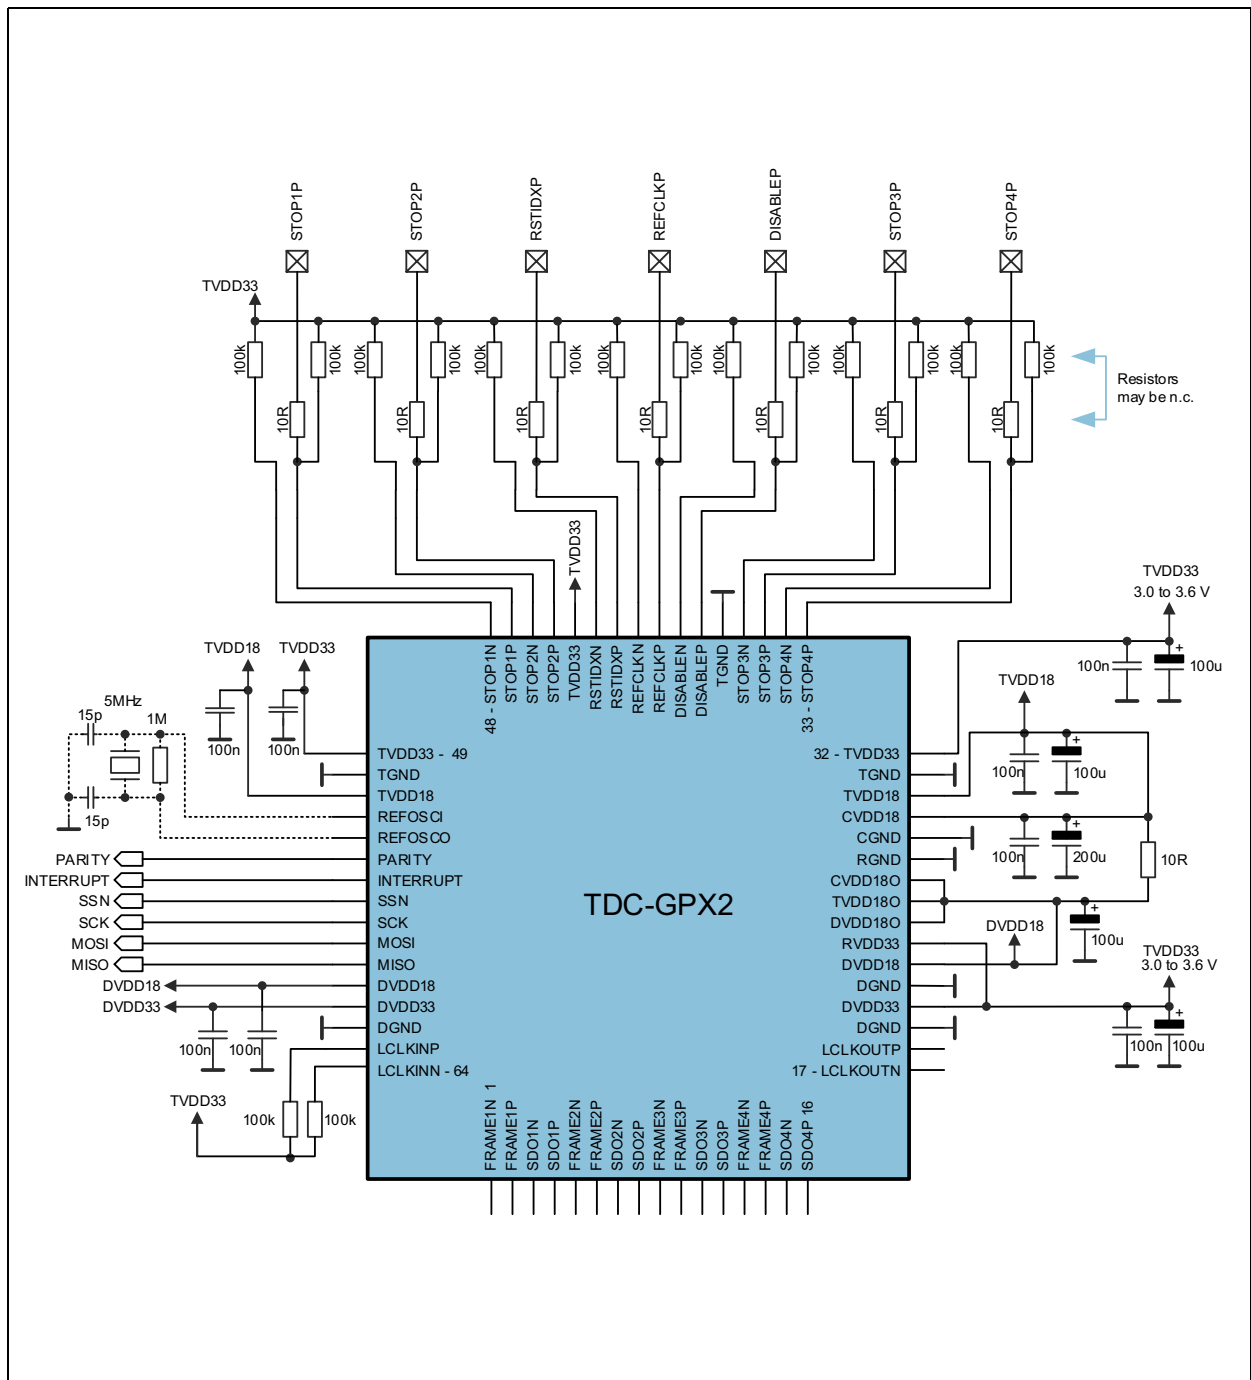 STOP1P
STOP2P
RSTIDXP
REFCLKP
DISABLEP
STOP3P
STOP4P
TVDD33
100k
100k
100k
100k
100k
100k
100k
100k
100k
100k
100k
100k
100k
100k
Resistors
may be n.c.
10R
10R
10R
10R
10R
10R
10R
TVDD33
TVDD33
3.0 to 3.6 V
100n
100u
TVDD18 TVDD33
100n
100n
5MHz
15p
1M
15p
48 - STOP1N
STOP1P
STOP2N
STOP2P
TVDD33
RSTIDXN
RSTIDXP
REFCLKN
REFCLKP
DISABLEN
DISABLEP
TGND
STOP3N
STOP3P
STOP4N
33 - STOP4P
TVDD33 - 49
TGND
TVDD18
REFOSCI
REFOSCO
PARITY
INTERRUPT
SSN
SCK
MOSI
MISO
DVDD18
DVDD33
DGND
LCLKINP
LCLKINN - 64
PARITY
INTERRUPT
SSN
SCK
MOSI
MISO
DVDD18
DVDD33
100n
100n
TVDD33
100k
100k
TDC-GPX2
32 - TVDD33
TGND
TVDD18
CVDD18
CGND
RGND
CVDD18O
TVDD18O
DVDD18O
RVDD33
DVDD18
DGND
DVDD33
DGND
LCLKOUTP
17 - LCLKOUTN
TVDD18
100n
100u
100n
200u
10R
DVDD18
100u
TVDD33
3.0 to 3.6 V
100n
100u
FRAME1N 1
FRAME1P
SDO1N
SDO1P
FRAME2N
FRAME2P
SDO2N
SDO2P
FRAME3N
FRAME3P
SDO3N
SDO3P
FRAME4N
FRAME4P
SDO4N
SDO4P 16